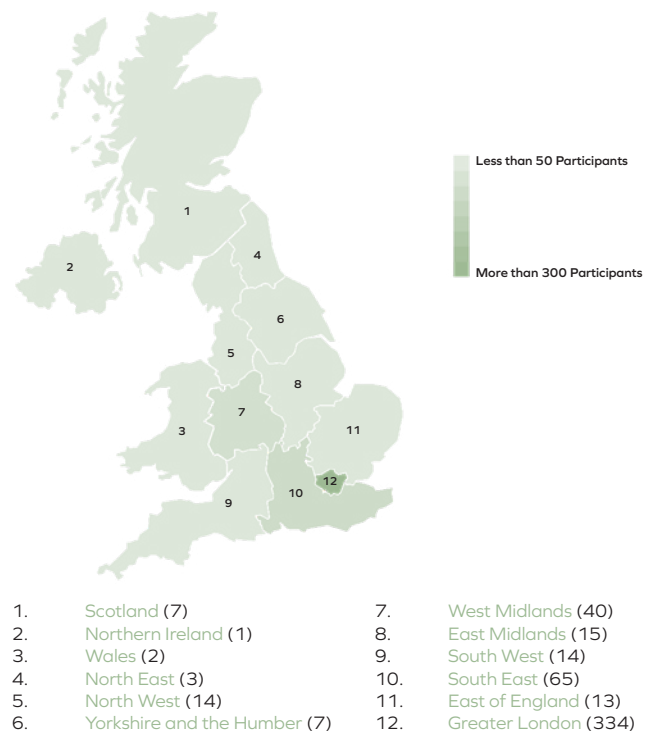 Less than 50 Participants
More than 300 Participants
1
2
4
6
5
8
7
3
11
12
10
9
1. Scotland (7)
2. Northern Ireland (1)
3. Wales (2)
4. North East (3)
5. North West (14)
6. Yorkshire and the Humber (7)
7. West Midlands (40)
8. East Midlands (15)
9. South West (14)
10. South East (65)
11. East of England (13)
12. Greater London (334)